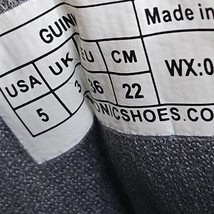 GUIN
Made in
USA UK EU CM
5 3 36 22
WX:0
NICSHOES.CO